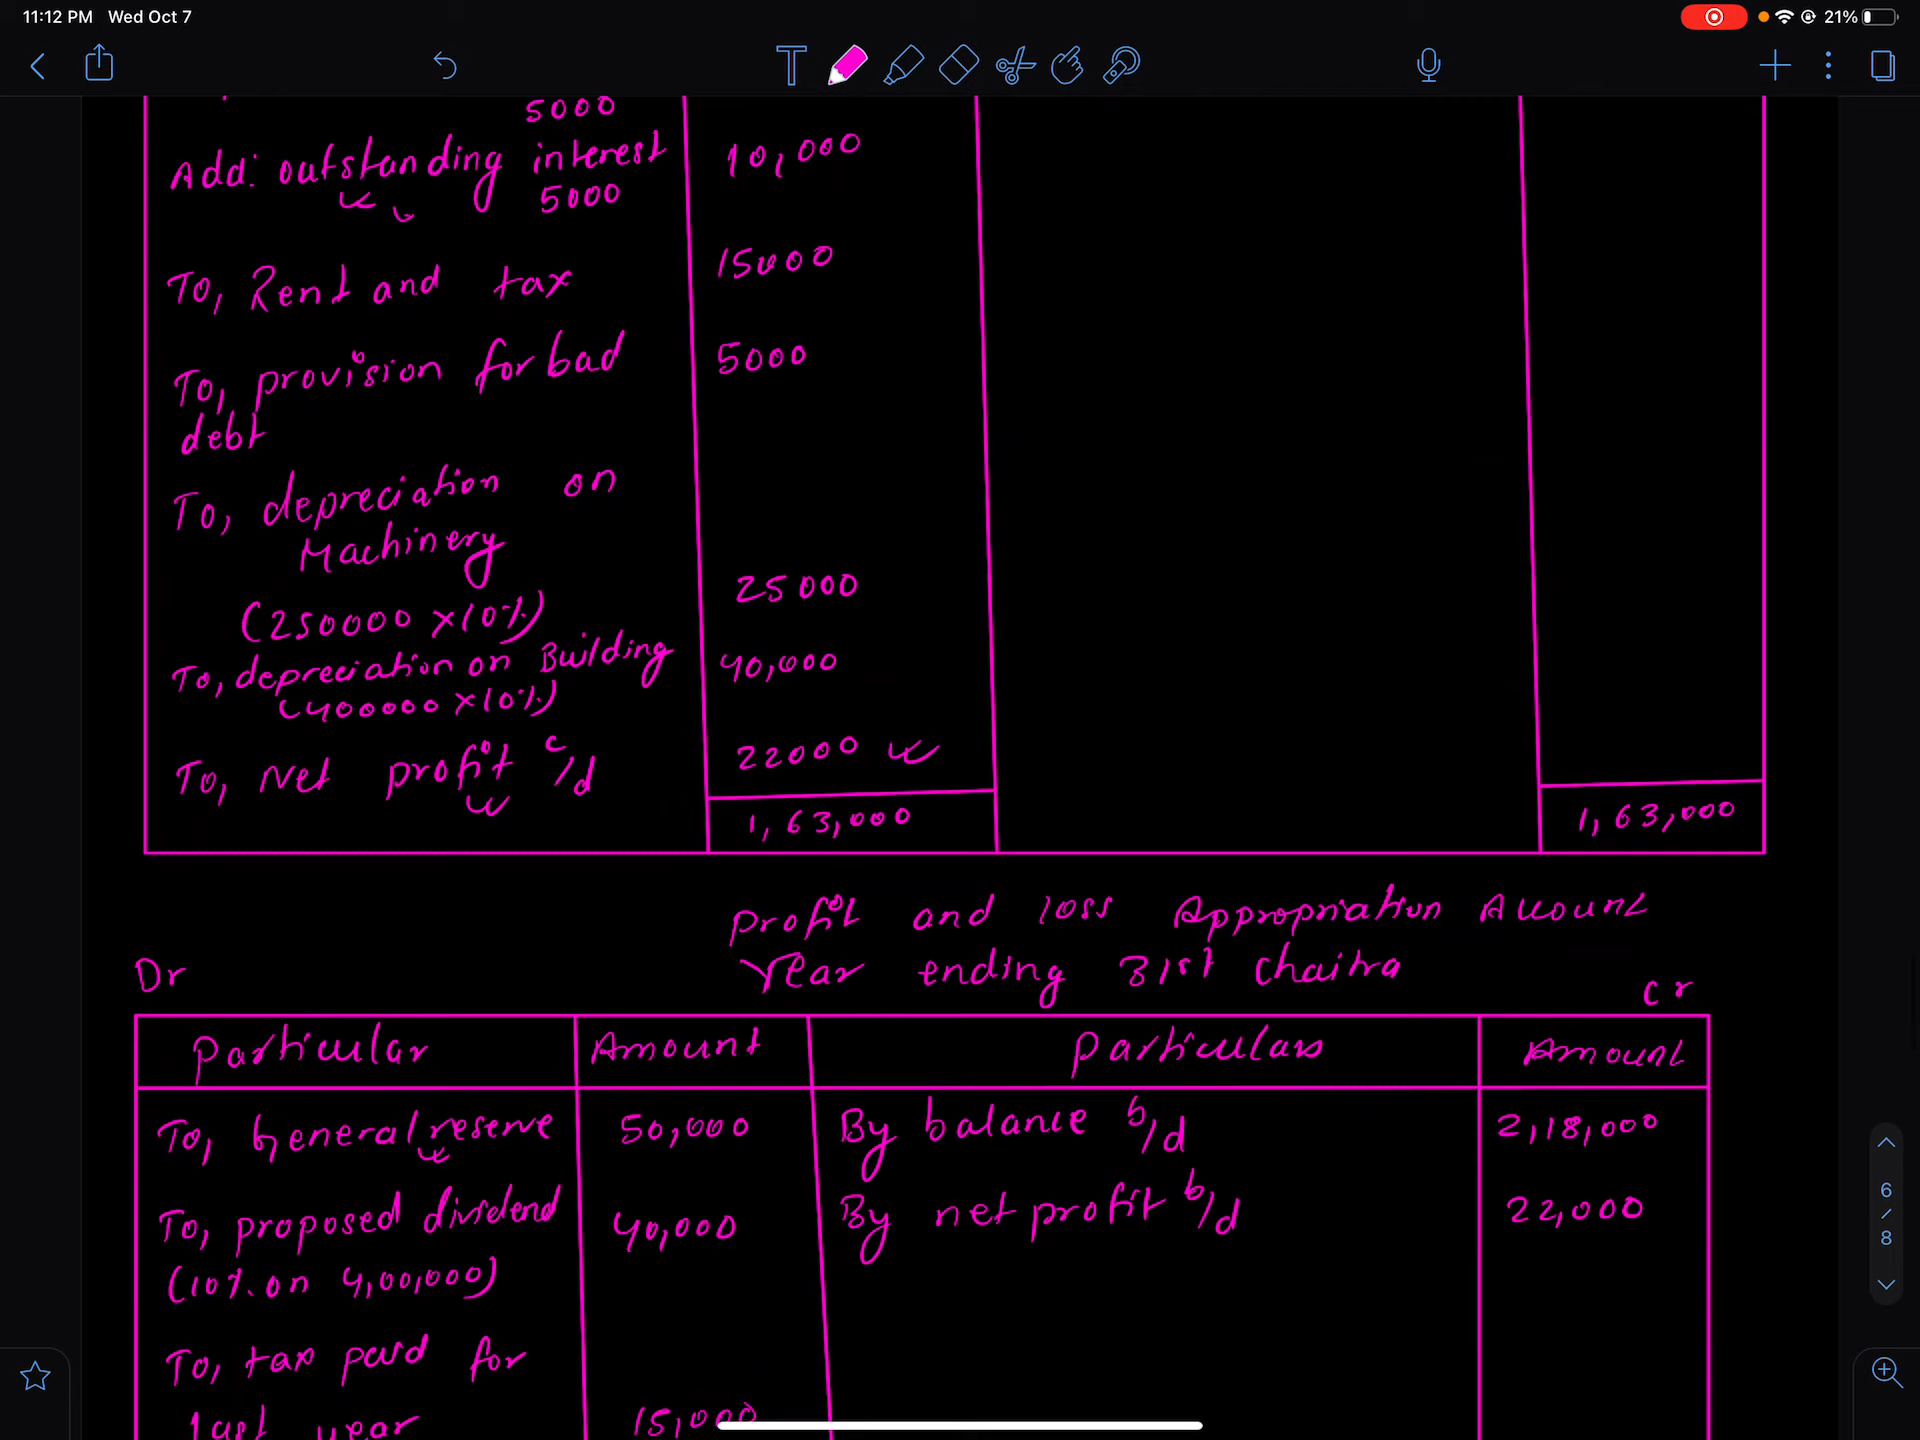 11:12 PM Wed Oct 7
21%
5000
Add: outstanding interest 10,000
5000
To, Rent and tax 15000
To, provision for bad 5000
debt
To, depreciation on
Machinery
(250000 x10%) 25000
To, depreciation on Building 40,000
(400000 x10%)
To, Net profit c/d 22000
1,63,000 1,63,000
Profit and loss Appropriation Account
Dr Year ending 31st Chaitra Cr
Particular Amount Particulars Amount
To, General reserve 50,000 By balance b/d 2,18,000
To, proposed dividend 40,000 By net profit b/d 22,000
(10% on 4,00,000)
To, tax paid for
last year 15,000
6
/
8